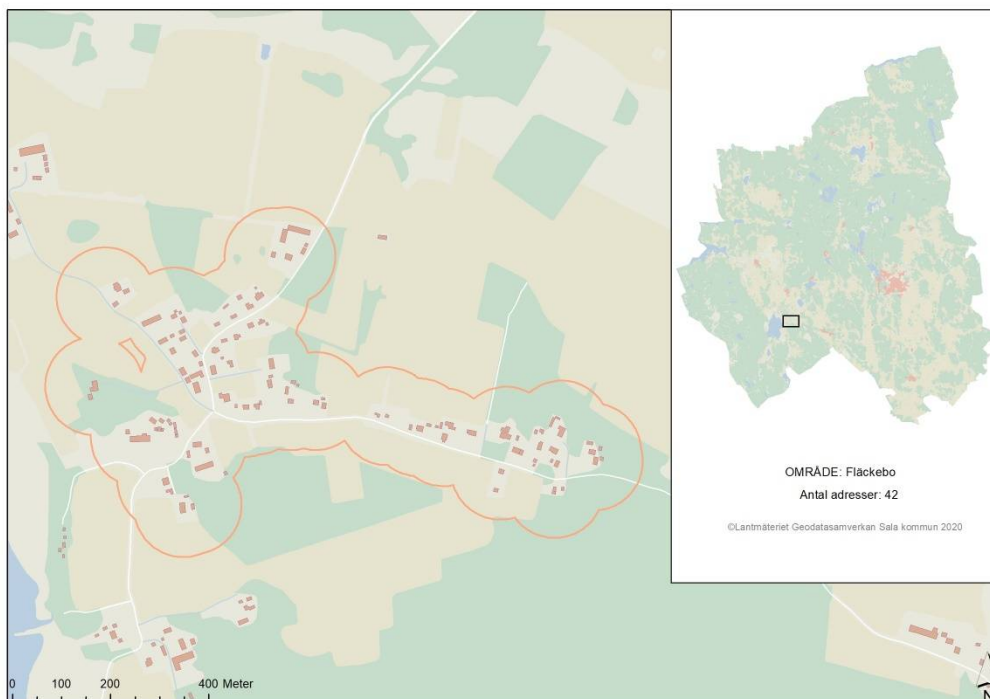 OMRÅDE: Fläckebo
Antal adresser: 42
©Lantmäteriet Geodatasamverkan Sala kommun 2020
0 100 200 400 Meter
N